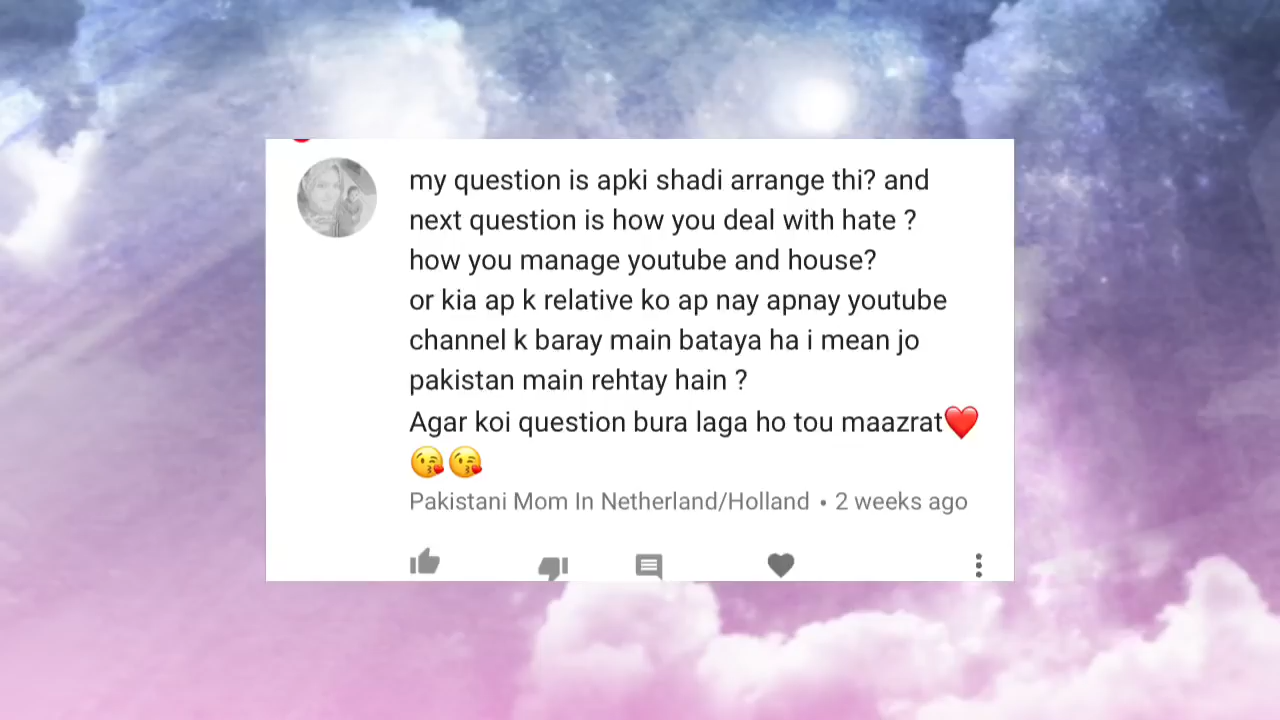 my question is apki shadi arrange thi? and
next question is how you deal with hate ?
how you manage youtube and house?
or kia ap k relative ko ap nay apnay youtube
channel k baray main bataya ha i mean jo
pakistan main rehtay hain ?
Agar koi question bura laga ho tou maazrat❤️
😘😘
Pakistani Mom In Netherland/Holland • 2 weeks ago